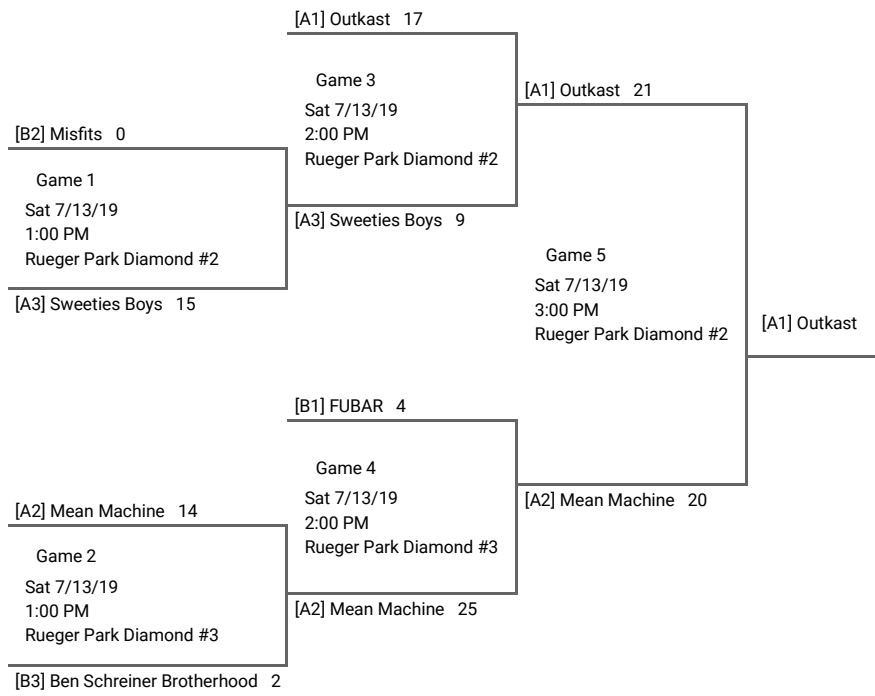 [A1] Outkast 17
Game 3
Sat 7/13/19
2:00 PM
Rueger Park Diamond #2
[A3] Sweeties Boys 9
[B2] Misfits 0
Game 1
Sat 7/13/19
1:00 PM
Rueger Park Diamond #2
[A3] Sweeties Boys 15
[A1] Outkast 21
Game 5
Sat 7/13/19
3:00 PM
Rueger Park Diamond #2
[A1] Outkast
[B1] FUBAR 4
Game 4
Sat 7/13/19
2:00 PM
Rueger Park Diamond #3
[A2] Mean Machine 25
[A2] Mean Machine 20
[A2] Mean Machine 14
Game 2
Sat 7/13/19
1:00 PM
Rueger Park Diamond #3
[B3] Ben Schreiner Brotherhood 2